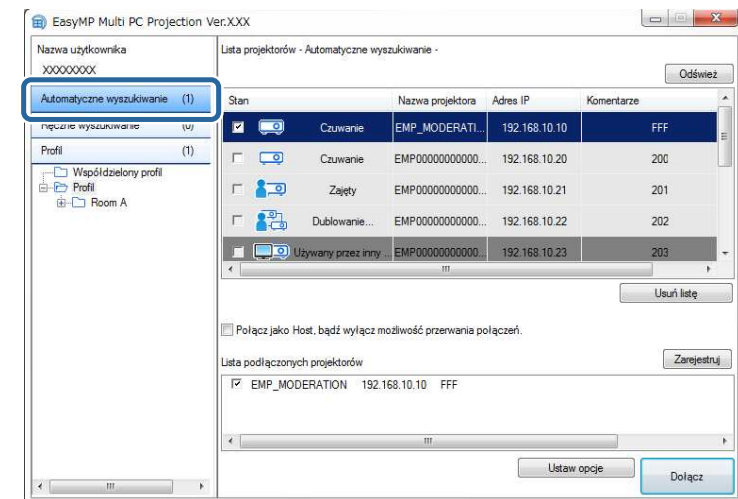 EasyMP Multi PC Projection Ver.X.XX
Nazwa użytkownika
XXXXXXXX
Automatyczne wyszukiwanie (1)
Ręczne wyszukiwanie (0)
Profil (1)
Współdzielony profil
Profil
Room A
Lista projektorów - Automatyczne wyszukiwanie -
Odśwież
Stan Nazwa projektora Adres IP Komentarze
Czuwanie EMP_MODERATI... 192.168.10.10 FFF
Czuwanie EMP00000000000... 192.168.10.20 200
Zajęty EMP00000000000... 192.168.10.21 201
Dublowanie... EMP00000000000... 192.168.10.22 202
Używany przez inny ... EMP00000000000... 192.168.10.23 203
Usuń listę
Połącz jako Host, bądź wyłącz możliwość przerwania połączeń.
Lista podłączonych projektorów
Zarejestruj
EMP_MODERATION 192.168.10.10 FFF
Ustaw opcje
Dołącz